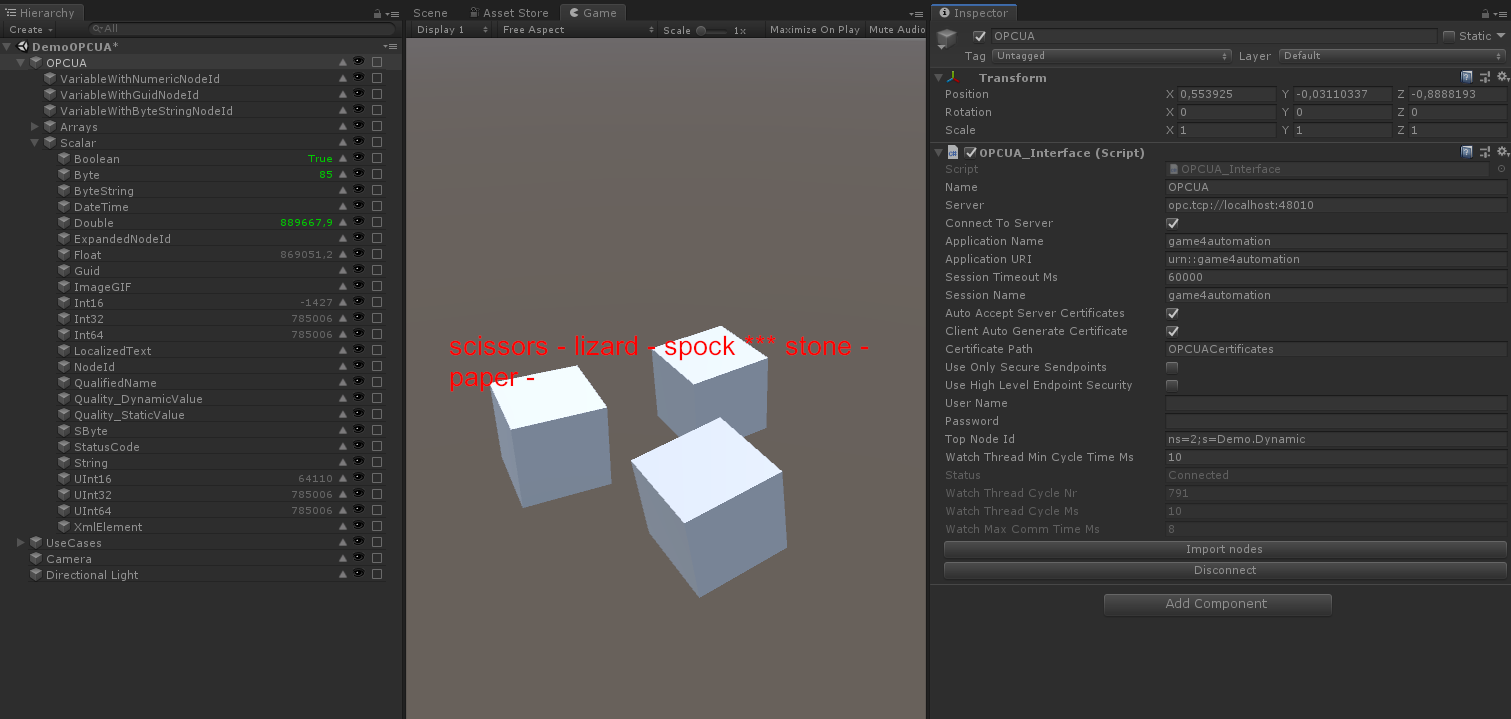 Hierarchy
Create
All
DemoOPCUA*
OPCUA
VariableWithNumericNodeId
VariableWithGuidNodeId
VariableWithByteStringNodeId
Arrays
Scalar
Boolean True
Byte 85
ByteString
DateTime
Double 889667,9
ExpandedNodeId
Float 869051,2
Guid
ImageGIF
Int16 -1427
Int32 785006
Int64 785006
LocalizedText
NodeId
QualifiedName
Quality_DynamicValue
Quality_StaticValue
SByte
StatusCode
String
UInt16 64110
UInt32 785006
UInt64 785006
XmlElement
UseCases
Camera
Directional Light
Scene Asset Store Game
Display 1 Free Aspect Scale 1x Maximize On Play Mute Audio
scissors - lizard - spock *** stone -
paper -
Inspector
OPCUA Static
Tag Untagged Layer Default
Transform
Position X 0,553925 Y -0,03110337 Z -0,8888193
Rotation X 0 Y 0 Z 0
Scale X 1 Y 1 Z 1
OPCUA_Interface (Script)
Script OPCUA_Interface
Name OPCUA
Server opc.tcp://localhost:48010
Connect To Server
Application Name game4automation
Application URI urn::game4automation
Session Timeout Ms 60000
Session Name game4automation
Auto Accept Server Certificates
Client Auto Generate Certificate
Certificate Path OPCUACertificates
Use Only Secure Sendpoints
Use High Level Endpoint Security
User Name
Password
Top Node Id ns=2;s=Demo.Dynamic
Watch Thread Min Cycle Time Ms 10
Status Connected
Watch Thread Cycle Nr 791
Watch Thread Cycle Ms 10
Watch Max Comm Time Ms 8
Import nodes
Disconnect
Add Component